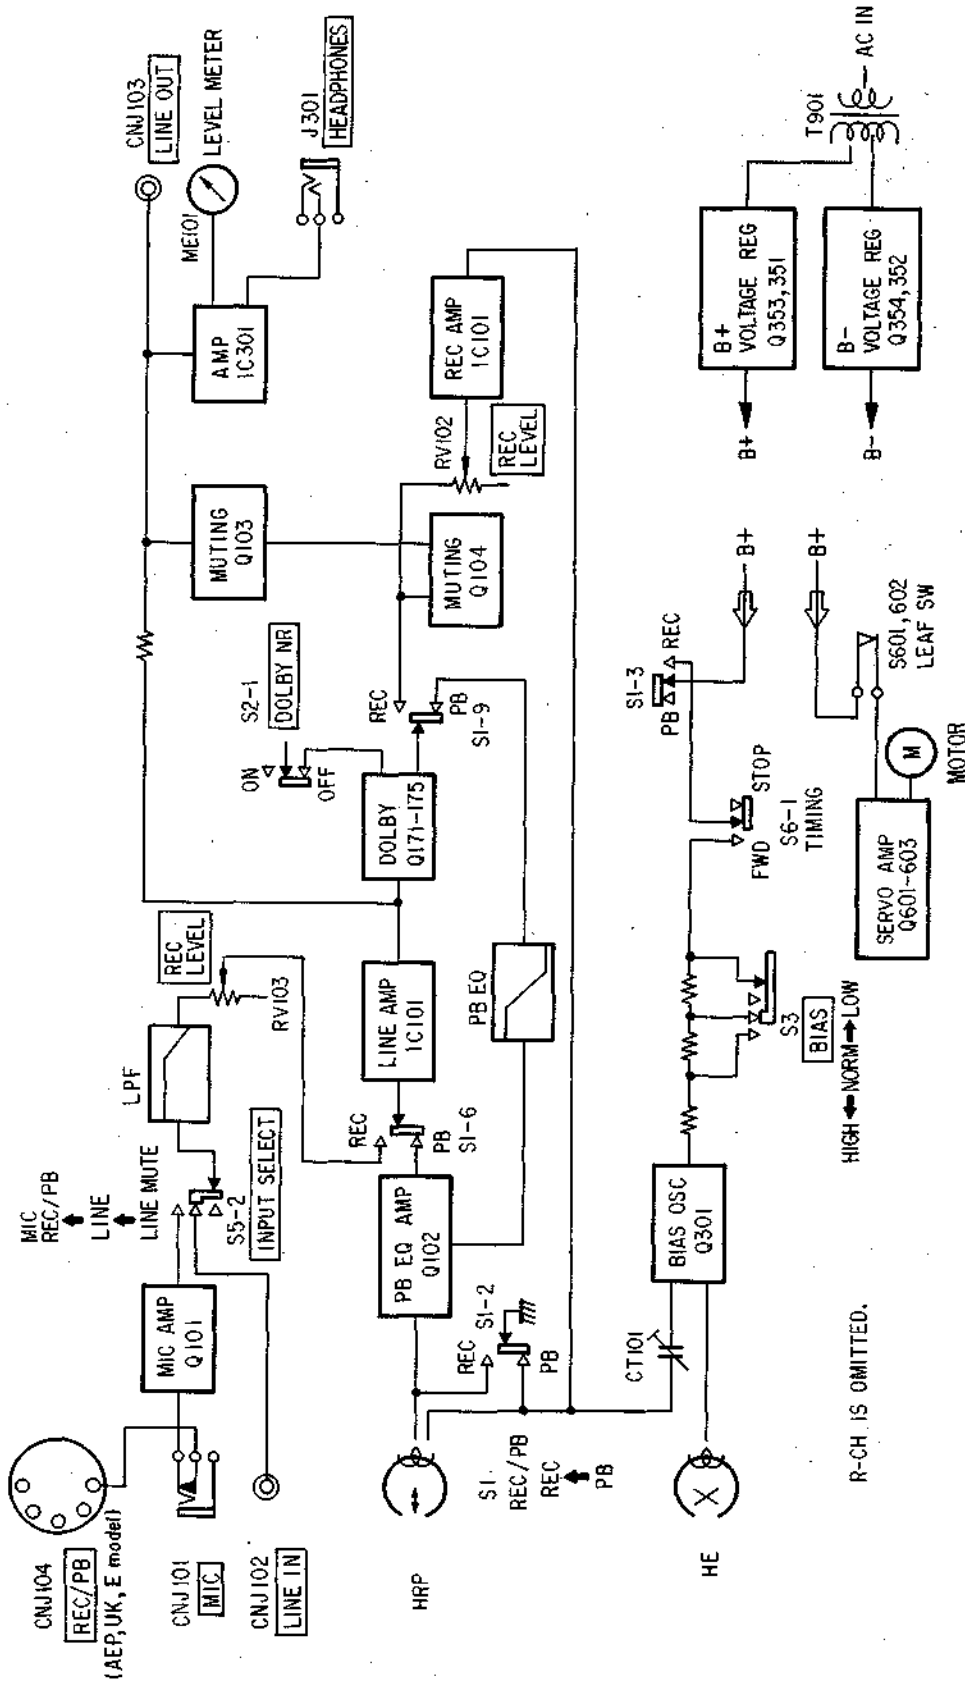 CNJ104
REC/PB
(AEP, UK, E model)
CNJ101
MIC
CNJ102
LINE IN
MIC AMP
Q101
MIC
REC/PB
LINE
LINE MUTE
S5-2
INPUT SELECT
LPF
REC
LEVEL
RV103
CNJ103
LINE OUT
ME101
LEVEL METER
J301
HEADPHONES
AMP
IC301
MUTING
Q103
MUTING
Q104
RV102
REC
LEVEL
REC AMP
IC101
S2-1
DOLBY NR
ON
OFF
DOLBY
Q171-175
REC
PB
S1-9
LINE AMP
IC101
REC
PB
S1-6
PB EQ
PB EQ AMP
Q102
S1-2
REC
PB
HRP
S1
REC/PB
REC
PB
HE
CT101
BIAS OSC
Q301
S3
BIAS
HIGH
NORM
LOW
FWD
STOP
S6-1
TIMING
S1-3
PB
REC
B+
B+
S601, 602
LEAF SW
SERVO AMP
Q601~603
M
MOTOR
B+
B+
VOLTAGE REG
Q353, 351
B-
B-
VOLTAGE REG
Q354, 352
T901
AC IN
R-CH IS OMITTED.